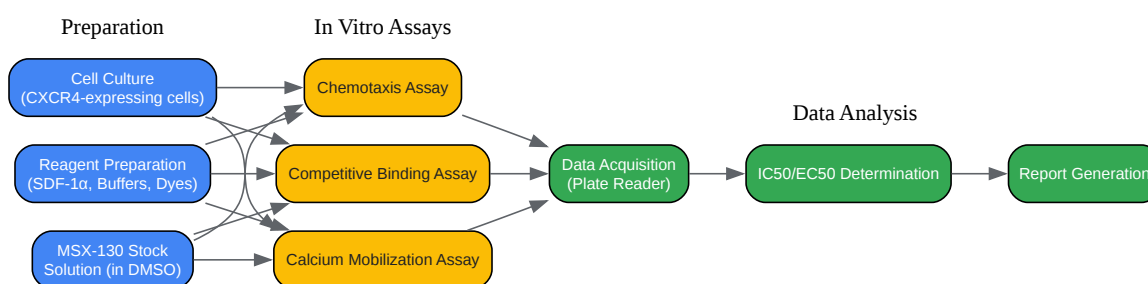 Preparation
In Vitro Assays
Cell Culture
(CXCR4-expressing cells)
Chemotaxis Assay
Data Analysis
Reagent Preparation
(SDF-1α, Buffers, Dyes)
Competitive Binding Assay
Data Acquisition
(Plate Reader)
IC50/EC50 Determination
Report Generation
MSX-130 Stock
Solution (in DMSO)
Calcium Mobilization Assay